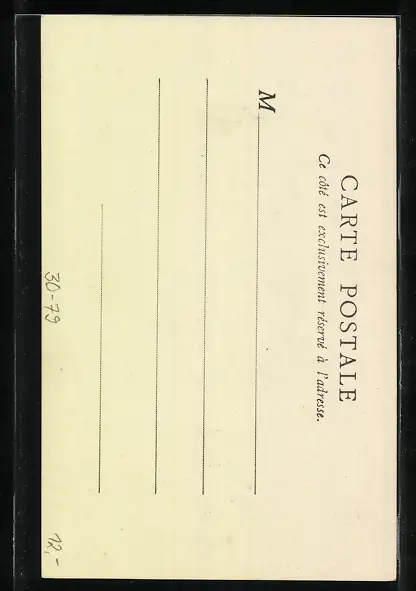 CARTE POSTALE
Ce côté est exclusivement réservé à l'adresse.
M
30-79
12,-